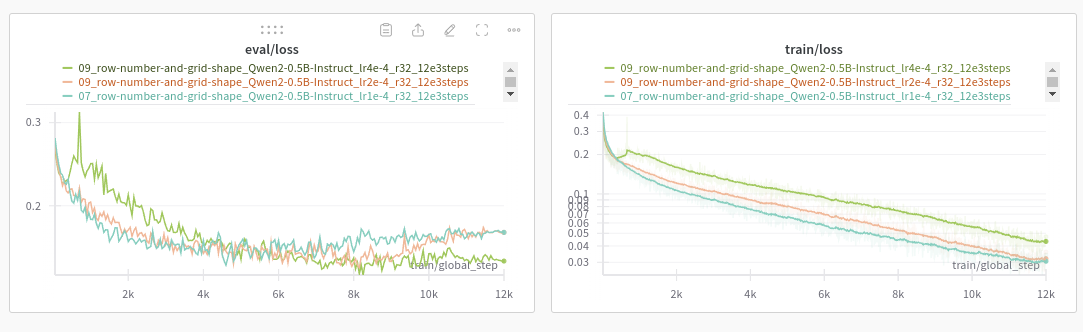 eval/loss
09_row-number-and-grid-shape_Qwen2-0.5B-Instruct_lr4e-4_r32_12e3steps
09_row-number-and-grid-shape_Qwen2-0.5B-Instruct_lr2e-4_r32_12e3steps
07_row-number-and-grid-shape_Qwen2-0.5B-Instruct_lr1e-4_r32_12e3steps
0.3
0.2
train/global_step
2k 4k 6k 8k 10k 12k
train/loss
09_row-number-and-grid-shape_Qwen2-0.5B-Instruct_lr4e-4_r32_12e3steps
09_row-number-and-grid-shape_Qwen2-0.5B-Instruct_lr2e-4_r32_12e3steps
07_row-number-and-grid-shape_Qwen2-0.5B-Instruct_lr1e-4_r32_12e3steps
0.4
0.3
0.2
0.1
0.09
0.08
0.07
0.06
0.05
0.04
0.03
train/global_step
2k 4k 6k 8k 10k 12k